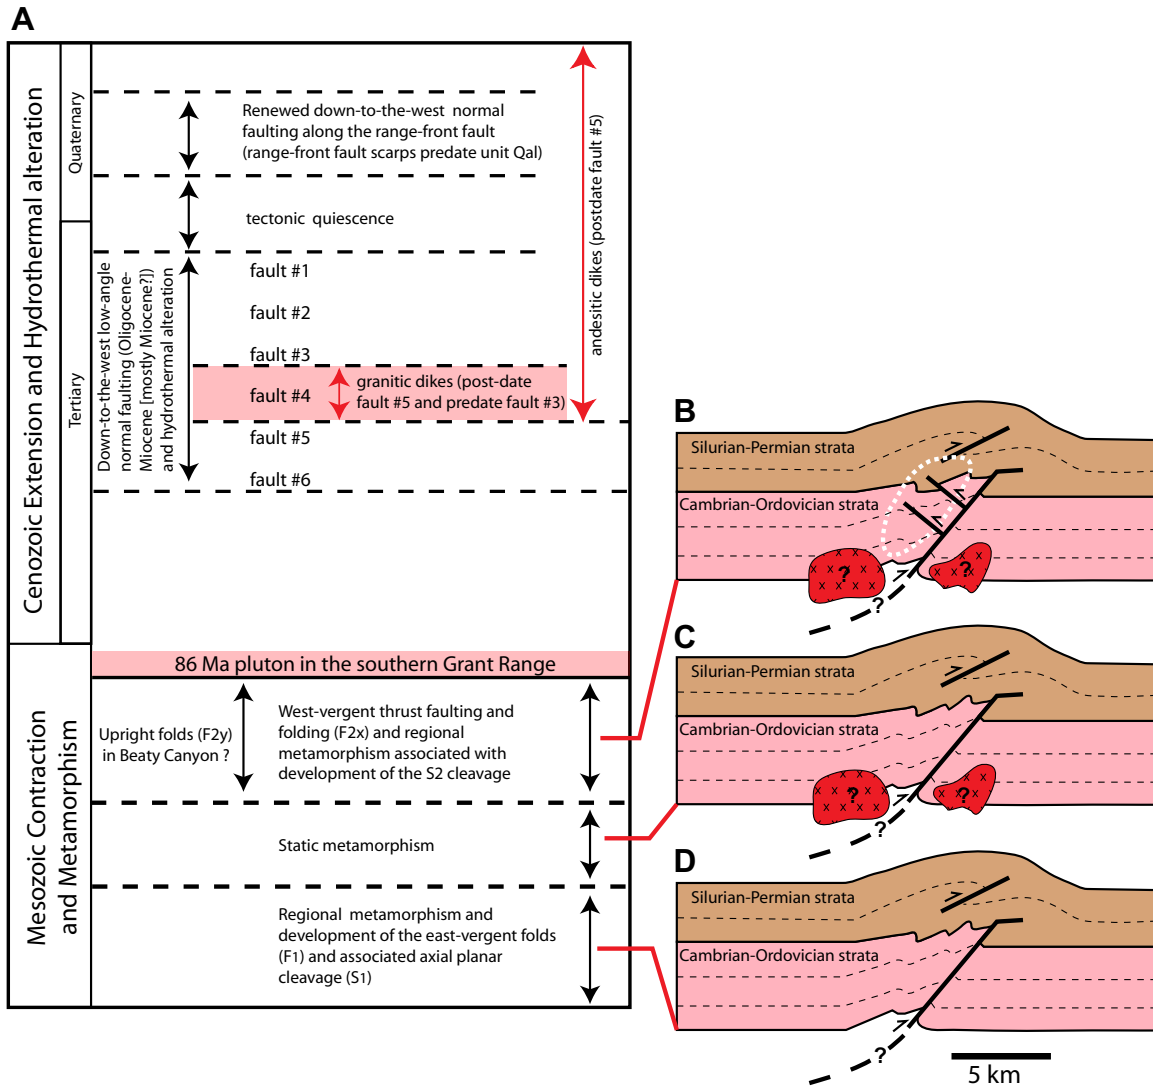 A
Cenozoic Extension and Hydrothermal alteration
Quaternary
Tertiary
Renewed down-to-the-west normal
faulting along the range-front fault
(range-front fault scarps predate unit Qal)
tectonic quiescence
Down-to-the-west low-angle
normal faulting (Oligocene-
Miocene [mostly Miocene?])
and hydrothermal alteration
fault #1
fault #2
fault #3
fault #4
granitic dikes (post-date
fault #5 and predate fault #3)
fault #5
fault #6
andesitic dikes (postdate fault #5)
Mesozoic Contraction
and Metamorphism
86 Ma pluton in the southern Grant Range
Upright folds (F2y)
in Beaty Canyon ?
West-vergent thrust faulting and
folding (F2x) and regional
metamorphism associated with
development of the S2 cleavage
Static metamorphism
Regional metamorphism and
development of the east-vergent folds
(F1) and associated axial planar
cleavage (S1)
B
Silurian-Permian strata
Cambrian-Ordovician strata
?
?
?
C
Silurian-Permian strata
Cambrian-Ordovician strata
?
?
?
D
Silurian-Permian strata
Cambrian-Ordovician strata
?
5 km